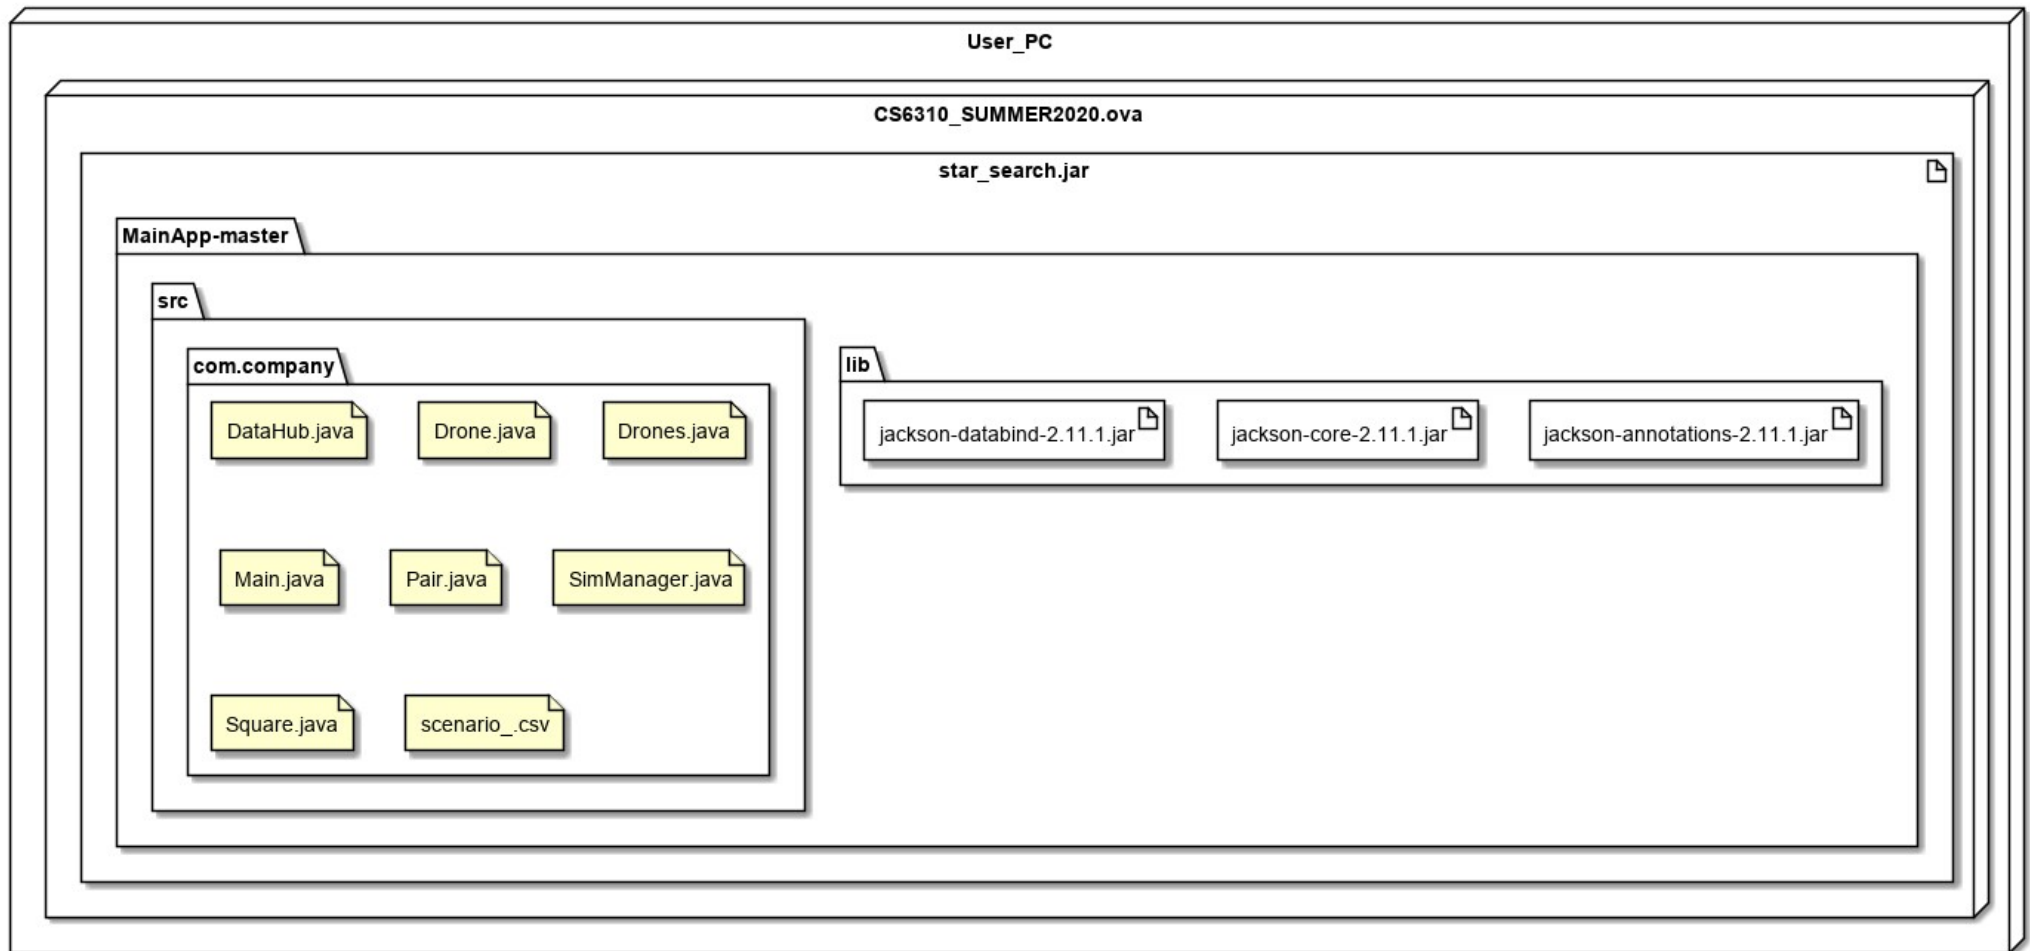 User_PC
CS6310_SUMMER2020.ova
star_search.jar
MainApp-master
src
com.company
DataHub.java
Drone.java
Drones.java
Main.java
Pair.java
SimManager.java
Square.java
scenario_.csv
lib
jackson-databind-2.11.1.jar
jackson-core-2.11.1.jar
jackson-annotations-2.11.1.jar